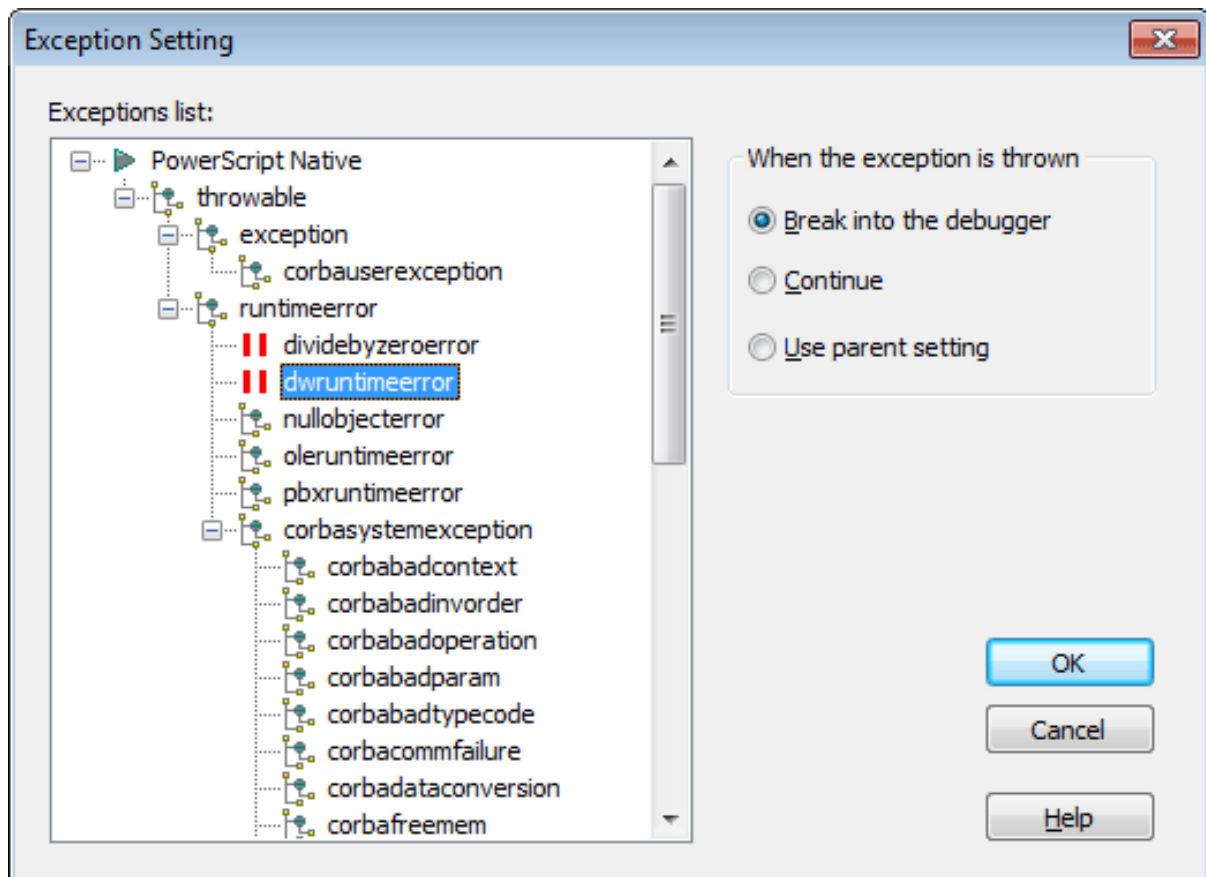 Exception Setting
Exceptions list:
PowerScript Native
throwable
exception
corbauserexception
runtimeerror
dividebyzeroerror
dwruntimeerror
nullobjecterror
oleruntimeerror
pbxruntimeerror
corbasystemexception
corbabadcontext
corbabadinvorder
corbabadoperation
corbabadparam
corbabadtypecode
corbacommfailure
corbadataconversion
corbafreemem
When the exception is thrown
Break into the debugger
Continue
Use parent setting
OK
Cancel
Help